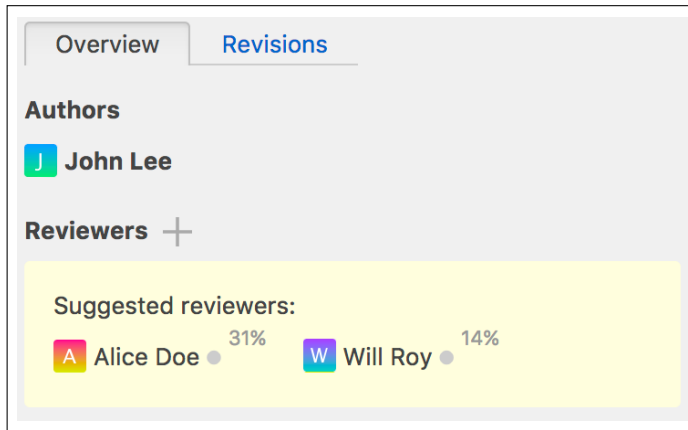 Overview Revisions
Authors
J John Lee
Reviewers
Suggested reviewers:
A Alice Doe 31% W Will Roy 14%